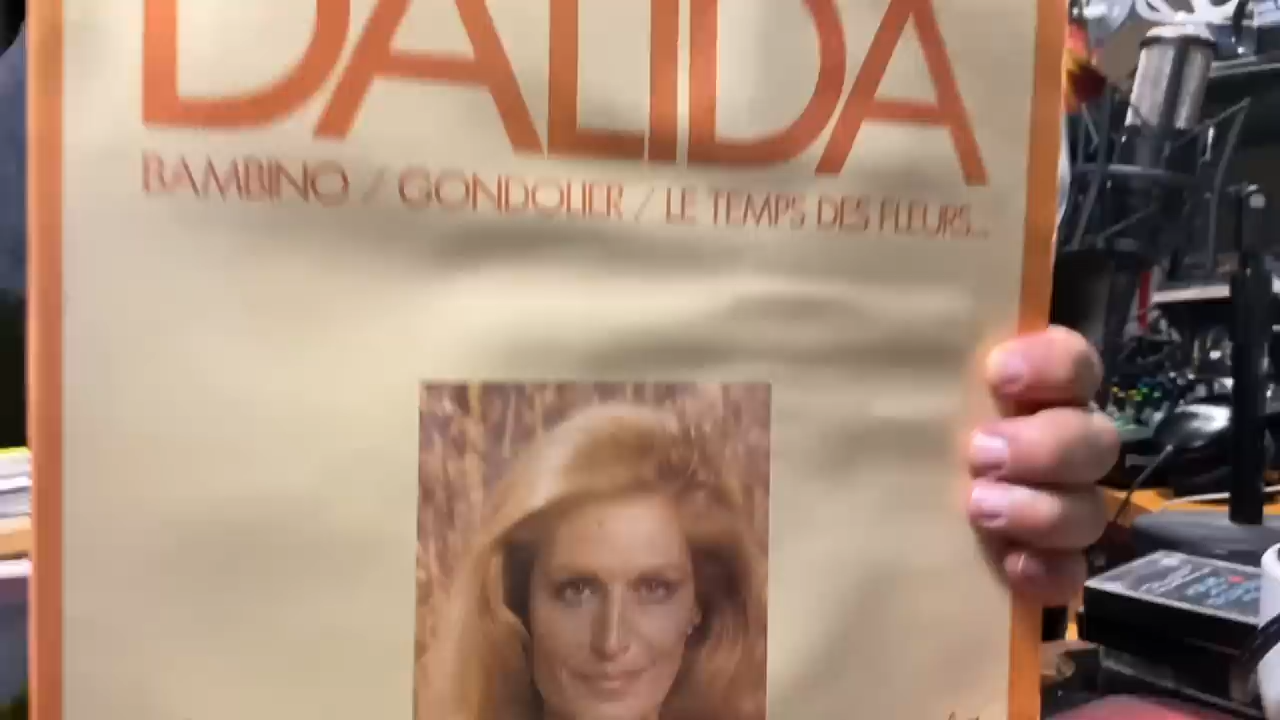 DALIDA
BAMBINO / GONDOLIER / LE TEMPS DES FLEURS...